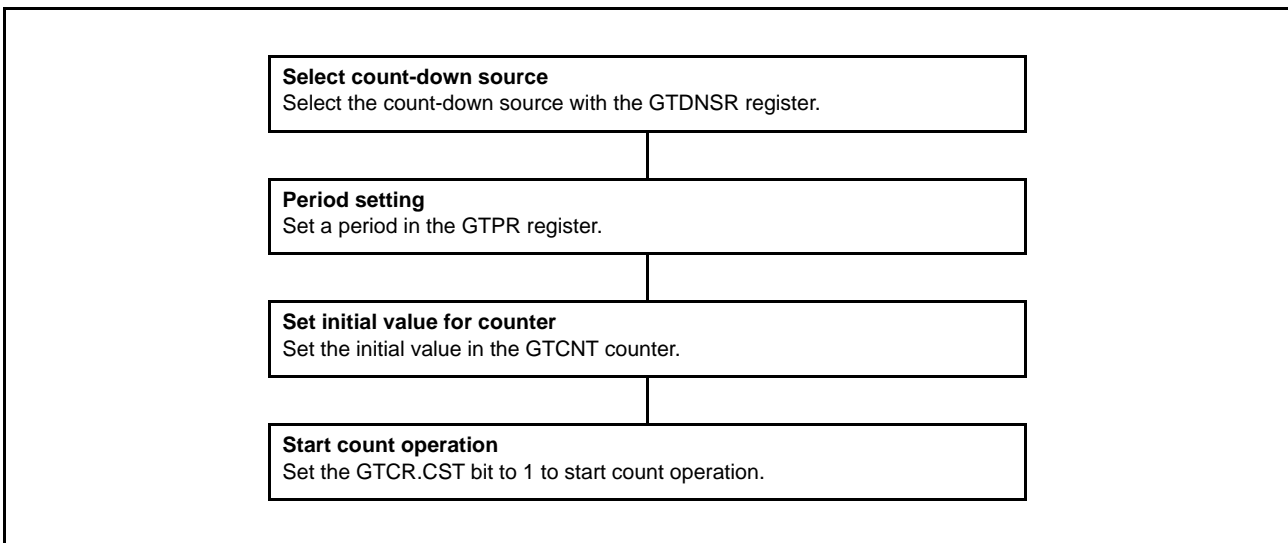 Select count-down source
Select the count-down source with the GTDNSR register.
Period setting
Set a period in the GTPR register.
Set initial value for counter
Set the initial value in the GTCNT counter.
Start count operation
Set the GTCR.CST bit to 1 to start count operation.